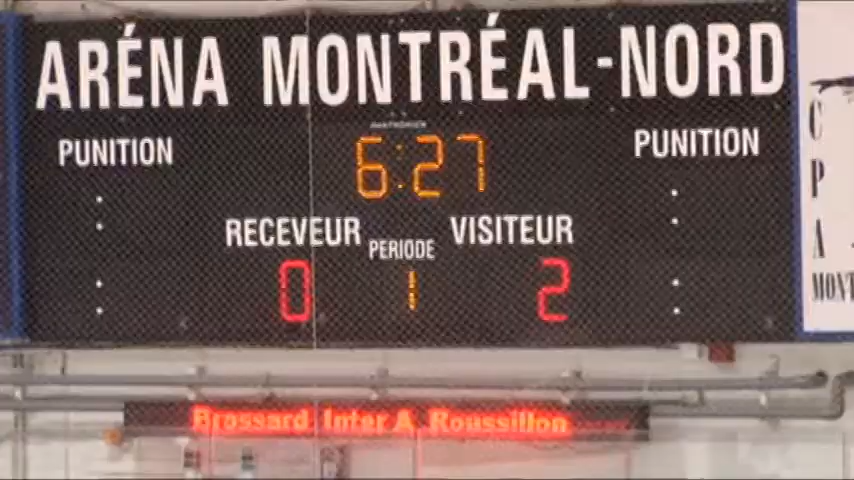 ARÉNA MONTRÉAL-NORD
PUNITION
PUNITION
6:27
RECEVEUR
VISITEUR
PERIODE
0
1
2
Brossard Inter A Roussillon
C
P
A
MONT